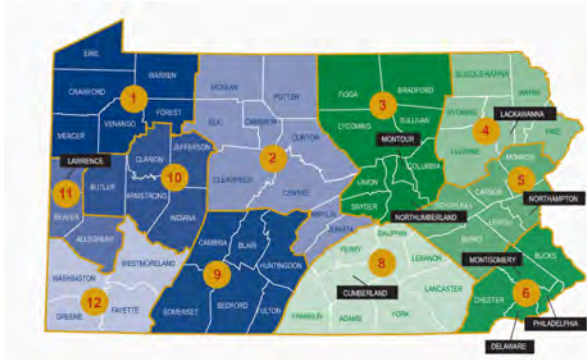 ERIE
WARREN
CRAWFORD
1
FOREST
VENANGO
MERCER
LAWRENCE
MCKEAN
POTTER
ELK
CAMERON
CLINTON
2
CLEARFIELD
CENTRE
MIFFLIN
JUNIATA
TIOGA
BRADFORD
3
LYCOMING
SULLIVAN
MONTOUR
COLUMBIA
UNION
SNYDER
NORTHUMBERLAND
SUSQUEHANNA
WAYNE
WYOMING
LACKAWANNA
4
PIKE
LUZERNE
MONROE
5
CARBON
SCHUYLKILL
NORTHAMPTON
LEHIGH
BERKS
JEFFERSON
CLARION
10
ARMSTRONG
INDIANA
11
BUTLER
BEAVER
ALLEGHENY
WESTMORELAND
WASHINGTON
12
GREENE
FAYETTE
CAMBRIA
BLAIR
9
HUNTINGDON
SOMERSET
BEDFORD
FULTON
DAUPHIN
PERRY
8
LEBANON
CUMBERLAND
LANCASTER
FRANKLIN
ADAMS
YORK
MONTGOMERY
BUCKS
CHESTER
6
PHILADELPHIA
DELAWARE